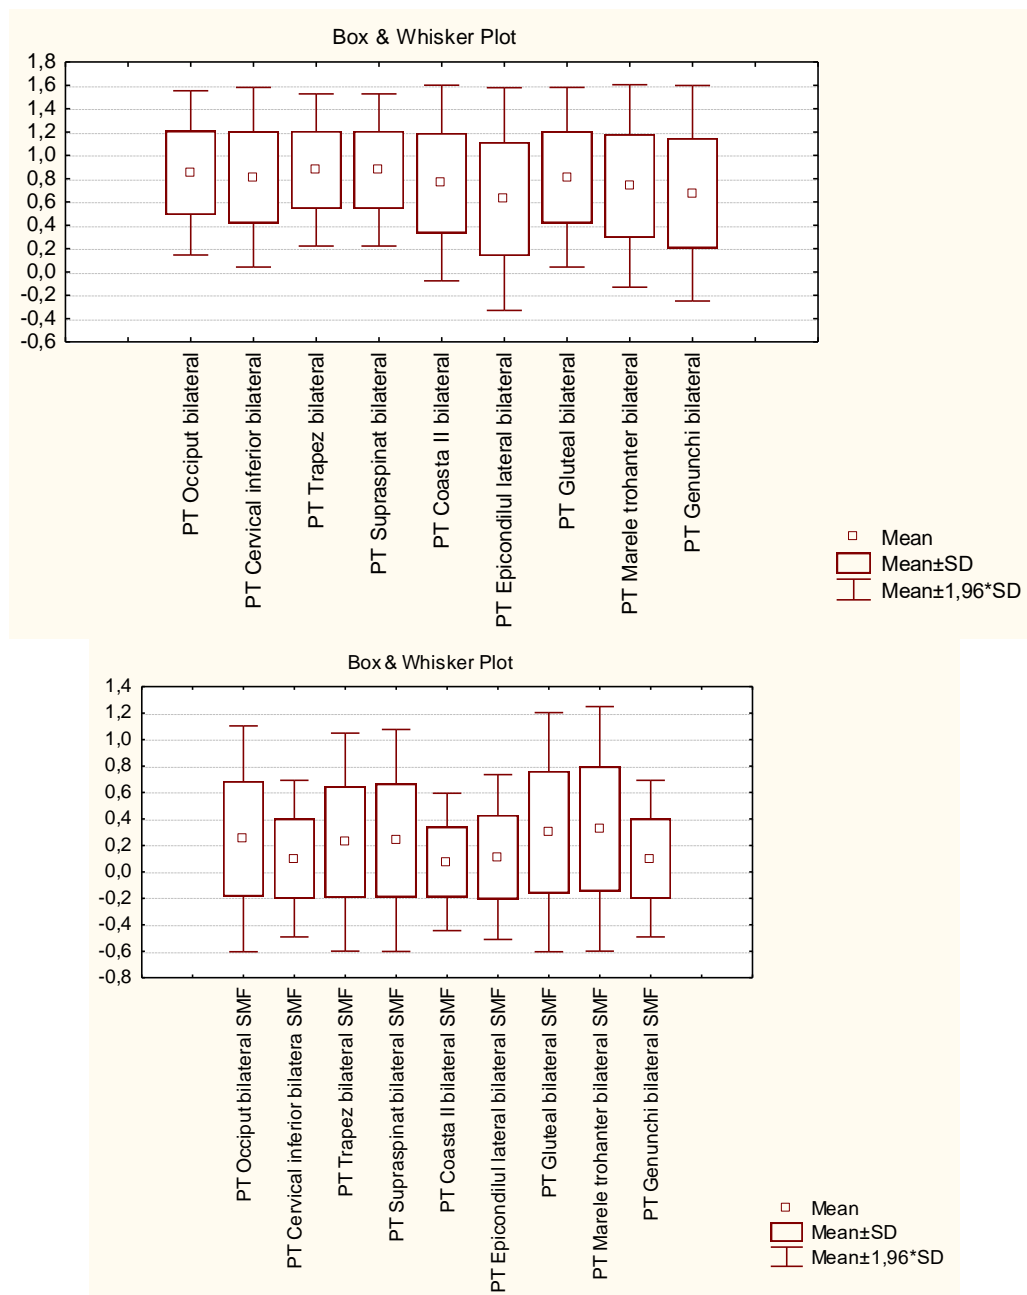 Box & Whisker Plot
1,8
1,6
1,4
1,2
1,0
0,8
0,6
0,4
0,2
0,0
-0,2
-0,4
-0,6
PT Occiput bilateral
PT Cervical inferior bilateral
PT Trapez bilateral
PT Supraspinat bilateral
PT Coasta II bilateral
PT Epicondilul lateral bilateral
PT Gluteal bilateral
PT Marele trohanter bilateral
PT Genunchi bilateral
Mean
Mean±SD
Mean±1,96*SD
Box & Whisker Plot
1,4
1,2
1,0
0,8
0,6
0,4
0,2
0,0
-0,2
-0,4
-0,6
-0,8
PT Occiput bilateral SMF
PT Cervical inferior bilatera SMF
PT Trapez bilateral SMF
PT Supraspinat bilateral SMF
PT Coasta II bilateral SMF
PT Epicondilul lateral bilateral SMF
PT Gluteal bilateral SMF
PT Marele trohanter bilateral SMF
PT Genunchi bilateral SMF
Mean
Mean±SD
Mean±1,96*SD